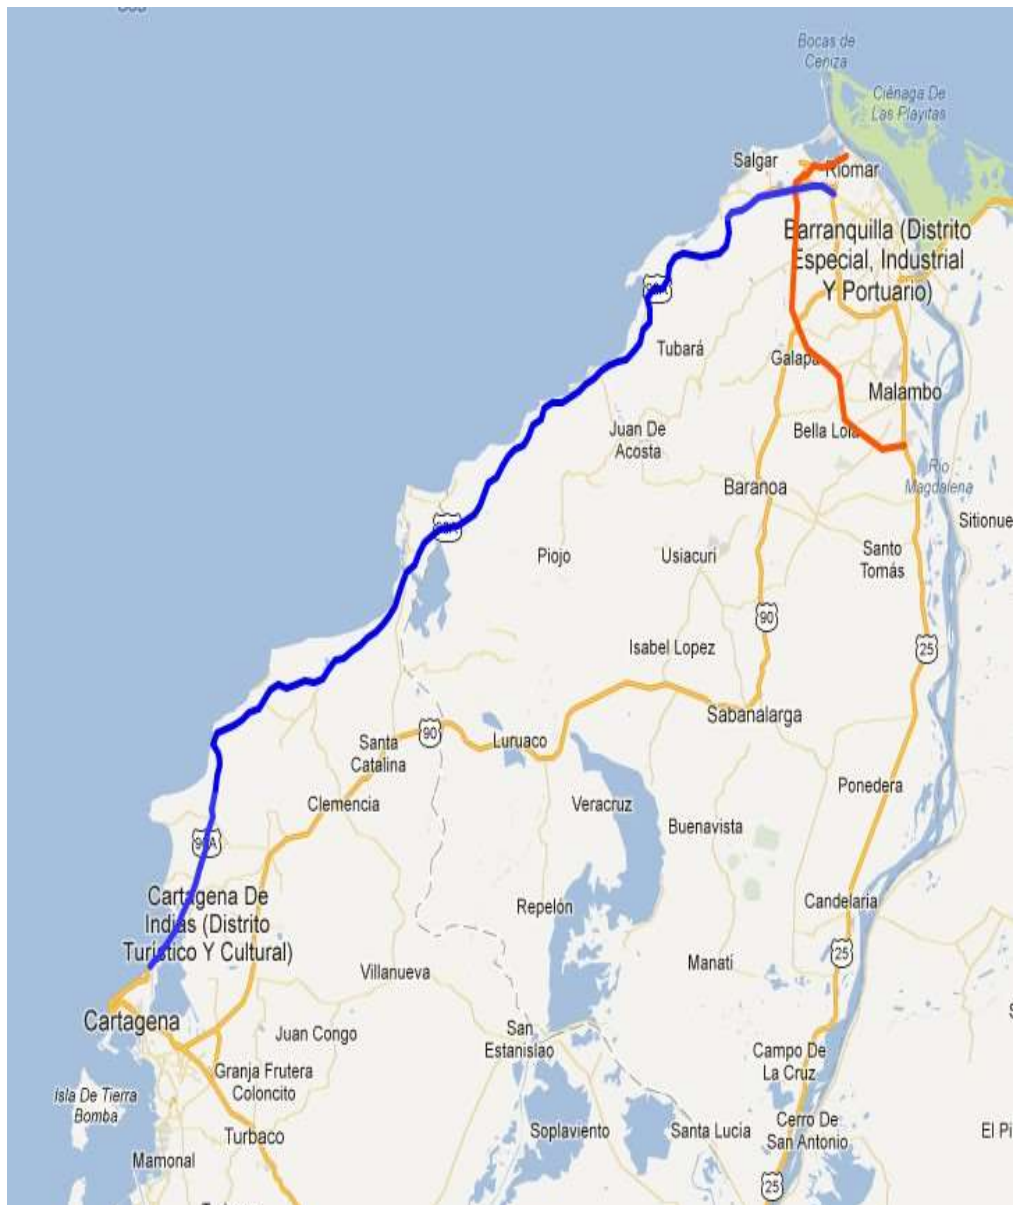 Bocas de
Ceniza
Ciénaga De
Las Playitas
Salgar
Riomar
Barranquilla (Distrito
Especial, Industrial
Y Portuario)
90A
Tubará
Galapa
Malambo
Juan De
Acosta
Bella Lola
Rio
Magdalena
Baranoa
Sitionue
90A
Piojo
Usiacurí
Santo
Tomás
90
Isabel Lopez
25
Sabanalarga
90
Santa
Catalina
Luruaco
Clemencia
Veracruz
Ponedera
Buenavista
90A
Cartagena De
Indias (Distrito
Turístico Y Cultural)
Repelón
Candelaria
25
Villanueva
Manatí
Cartagena
Juan Congo
San
Estanislao
Granja Frutera
Coloncito
Campo De
La Cruz
Isla De Tierra
Bomba
Turbaco
Soplaviento
Santa Lucia
Cerro De
San Antonio
El Pi
Mamonal
25